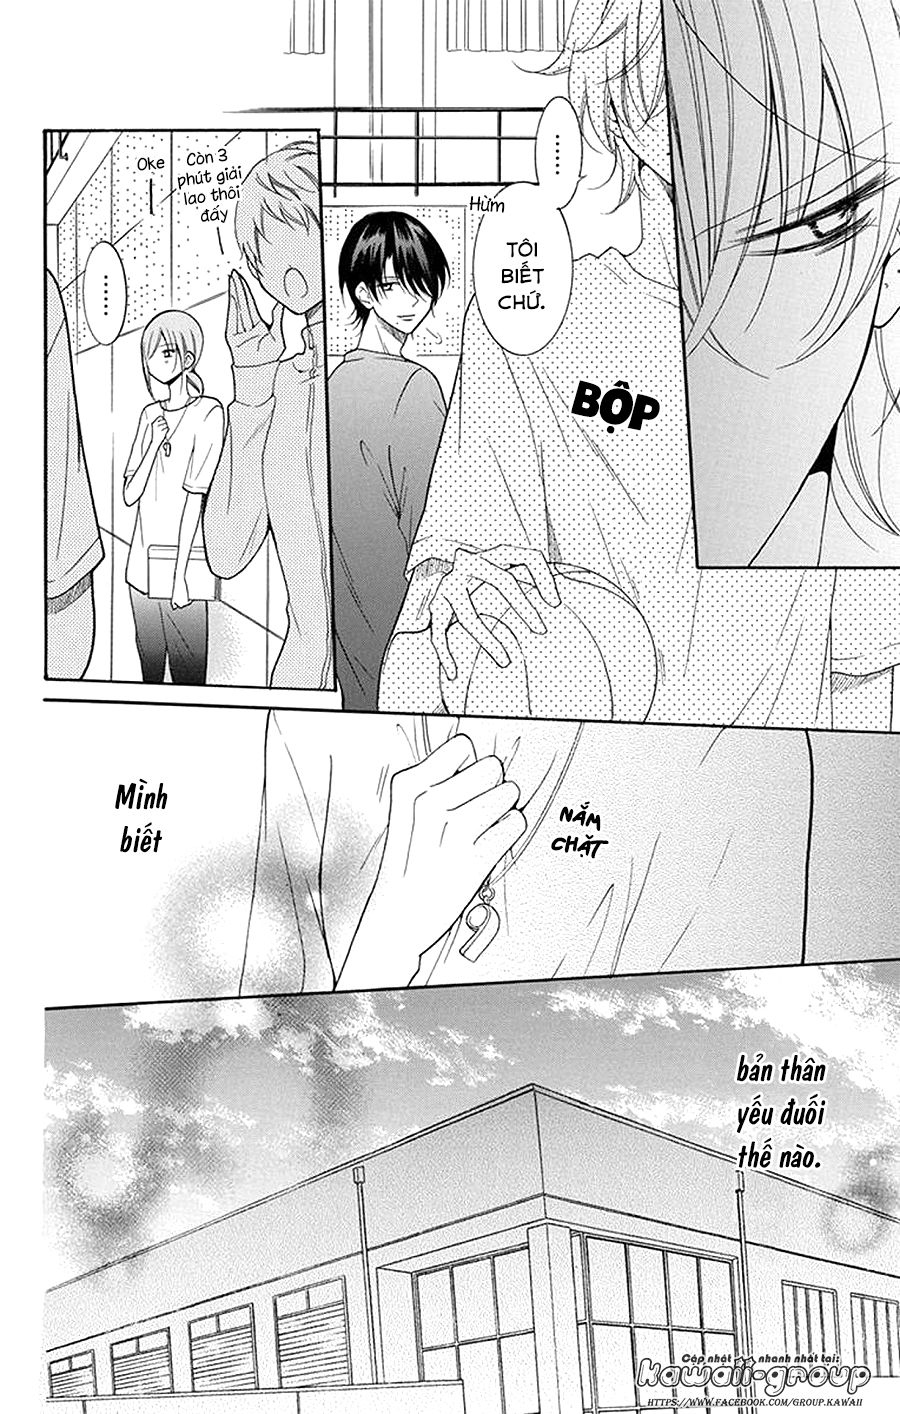 ......
Hừm
TÔI
BIẾT
CHỨ.
BỘP
Còn 3
phút giải
lao thôi
đấy
Oke
......
NẮM
CHẶT
Mình
biết
bản thân
yếu đuối
thế nào.
Cập nhật nhanh nhất tại:
kawaii-group
HTTPS://WWW.FACEBOOK.COM/GROUP.KAWAII